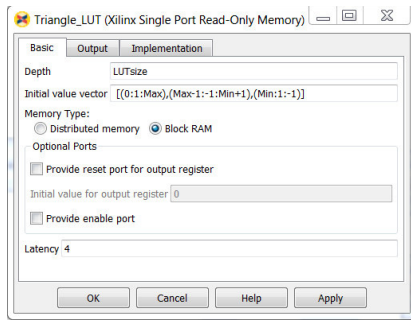 Triangle_LUT (Xilinx Single Port Read-Only Memory)
Basic Output Implementation
Depth LUTsize
Initial value vector [(0:1:Max),(Max-1:-1:Min+1),(Min:1:-1)]
Memory Type:
Distributed memory Block RAM
Optional Ports
Provide reset port for output register
Initial value for output register 0
Provide enable port
Latency 4
OK Cancel Help Apply